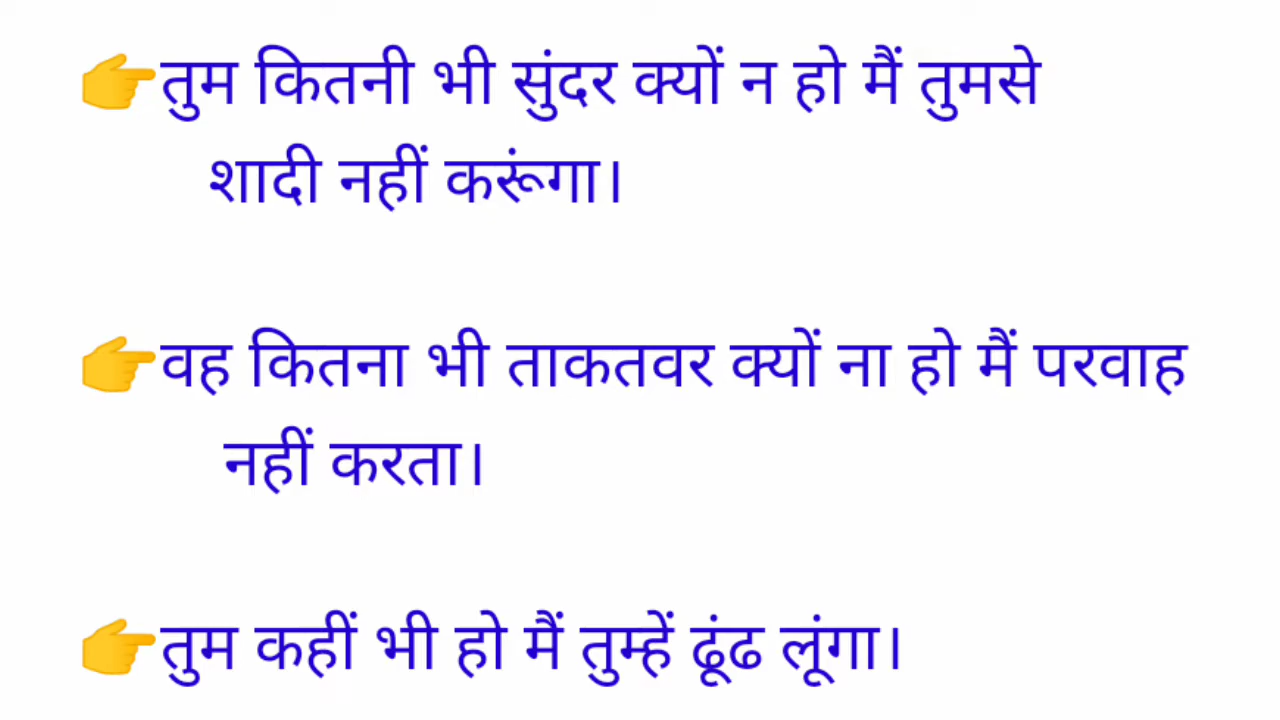 👉तुम कितनी भी सुंदर क्यों न हो मैं तुमसे
शादी नहीं करूंगा।
👉वह कितना भी ताकतवर क्यों ना हो मैं परवाह
नहीं करता।
👉तुम कहीं भी हो मैं तुम्हें ढूंढ लूंगा।